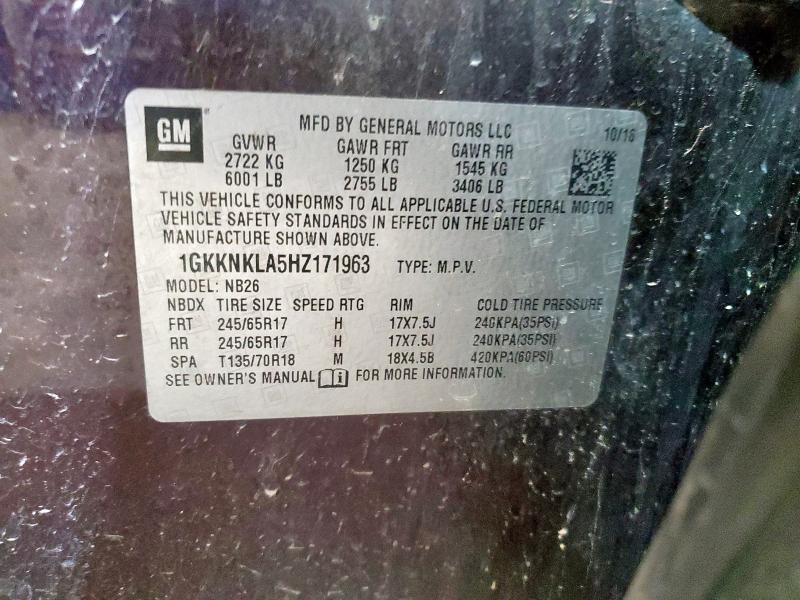 GM
MFD BY GENERAL MOTORS LLC 10/16
GVWR GAWR FRT GAWR RR
2722 KG 1250 KG 1545 KG
6001 LB 2755 LB 3406 LB
THIS VEHICLE CONFORMS TO ALL APPLICABLE U.S. FEDERAL MOTOR
VEHICLE SAFETY STANDARDS IN EFFECT ON THE DATE OF
MANUFACTURE SHOWN ABOVE.
1GKKNKLA5HZ171963 TYPE: M.P.V.
MODEL: NB26
NBDX TIRE SIZE SPEED RTG RIM COLD TIRE PRESSURE
FRT 245/65R17 H 17X7.5J 240KPA(35PSI)
RR 245/65R17 H 17X7.5J 240KPA(35PSI)
SPA T135/70R18 M 18X4.5B 420KPA(60PSI)
SEE OWNER'S MANUAL FOR MORE INFORMATION.